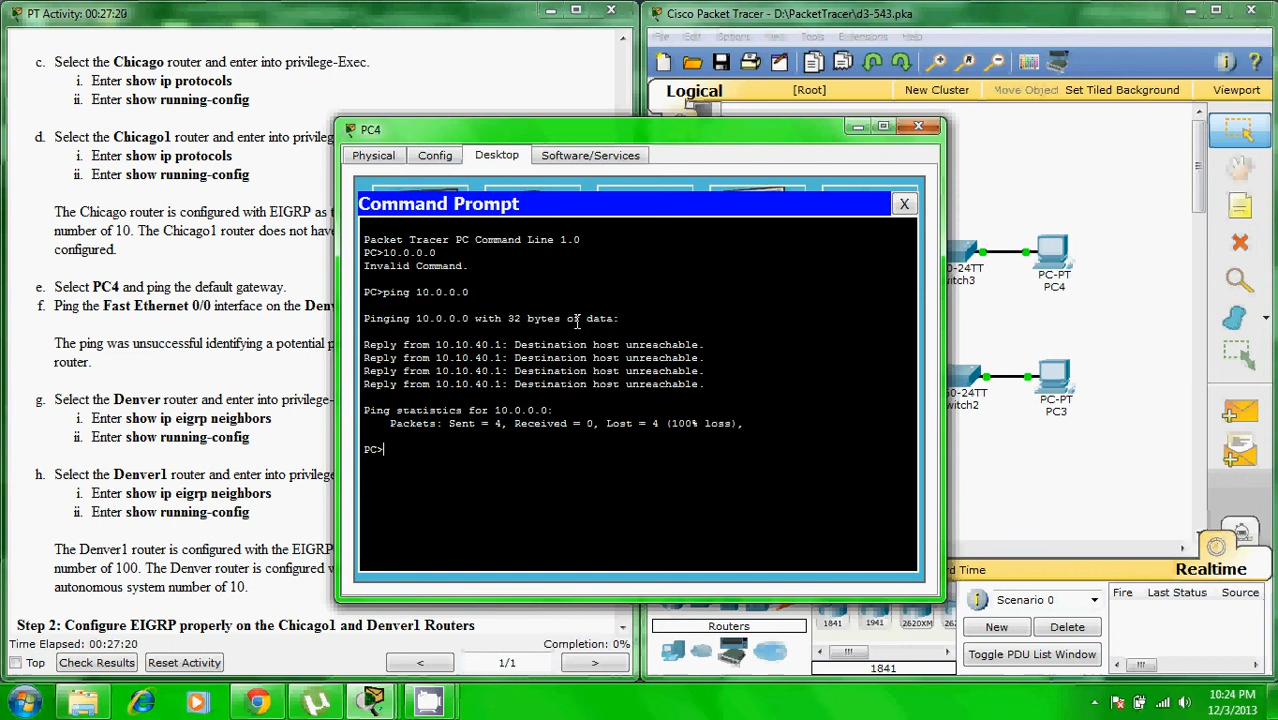 PT Activity: 00:27:20
c. Select the Chicago router and enter into privilege-Exec.
i. Enter show ip protocols
ii. Enter show running-config
d. Select the Chicago1 router and enter into privileg
i. Enter show ip protocols
ii. Enter show running-config
The Chicago router is configured with EIGRP as t
number of 10. The Chicago1 router does not have
configured.
e. Select PC4 and ping the default gateway.
f. Ping the Fast Ethernet 0/0 interface on the Den
The ping was unsuccessful identifying a potential p
router.
g. Select the Denver router and enter into privilege-
i. Enter show ip eigrp neighbors
ii. Enter show running-config
h. Select the Denver1 router and enter into privilege
i. Enter show ip eigrp neighbors
ii. Enter show running-config
The Denver1 router is configured with the EIGRP
number of 100. The Denver router is configured
autonomous system number of 10.
Step 2: Configure EIGRP properly on the Chicago1 and Denver1 Routers
Time Elapsed: 00:27:20
Completion: 0%
Top
Check Results
Reset Activity
<
1/1
>
PC4
Physical
Config
Desktop
Software/Services
Command Prompt
X
Packet Tracer PC Command Line 1.0
PC>10.0.0.0
Invalid Command.
PC>ping 10.0.0.0
Pinging 10.0.0.0 with 32 bytes of data:
Reply from 10.10.40.1: Destination host unreachable.
Reply from 10.10.40.1: Destination host unreachable.
Reply from 10.10.40.1: Destination host unreachable.
Reply from 10.10.40.1: Destination host unreachable.
Ping statistics for 10.0.0.0:
Packets: Sent = 4, Received = 0, Lost = 4 (100% loss),
PC>
Cisco Packet Tracer - D:\PacketTracer\d3-543.pka
File Edit Options View Tools Extensions Help
Logical
[Root]
New Cluster
Move Object
Set Tiled Background
Viewport
0-24TT
PC-PT
PC4
0-24TT
witch2
PC-PT
PC3
Realtime
Routers
1841
1941
2620XM
1841
Scenario 0
New
Delete
Toggle PDU List Window
Fire
Last Status
Source
10:24 PM
12/3/2013